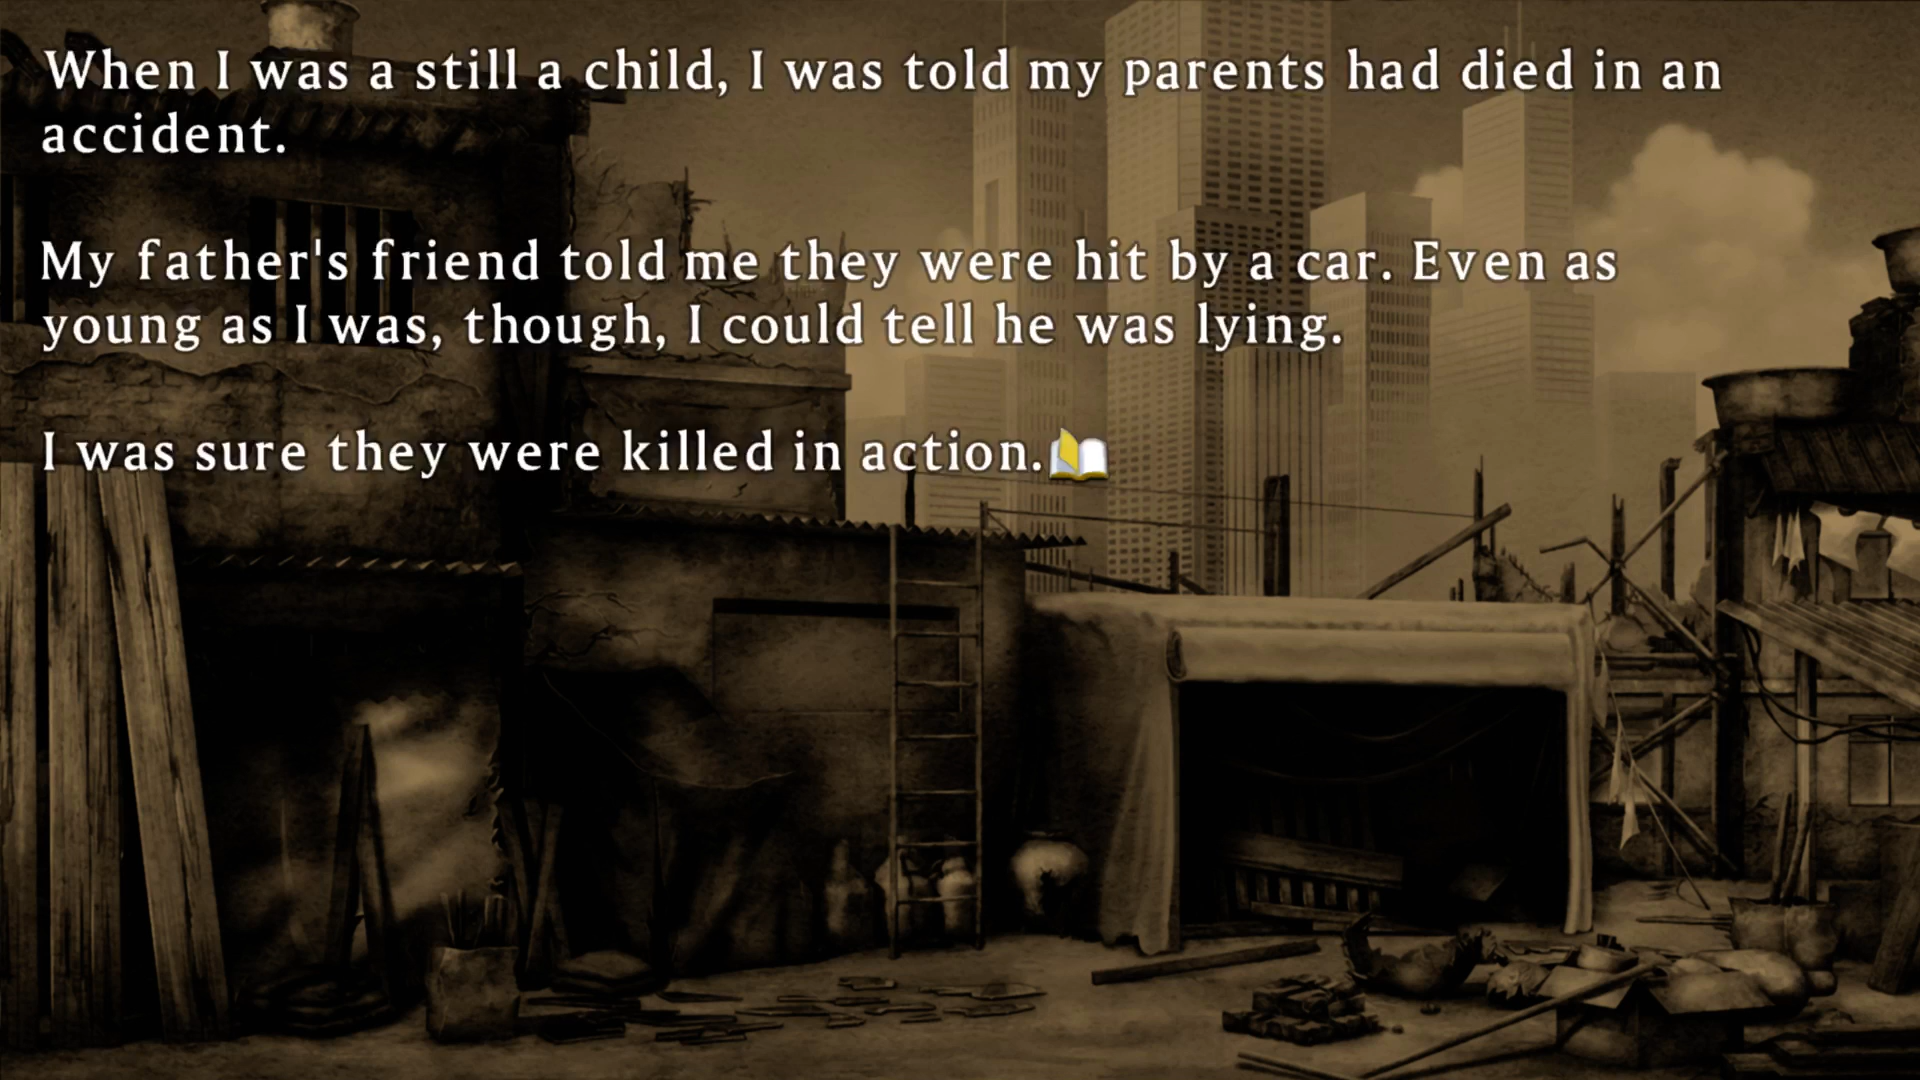 When I was a still a child, I was told my parents had died in an
accident.
My father's friend told me they were hit by a car. Even as
young as I was, though, I could tell he was lying.
I was sure they were killed in action.